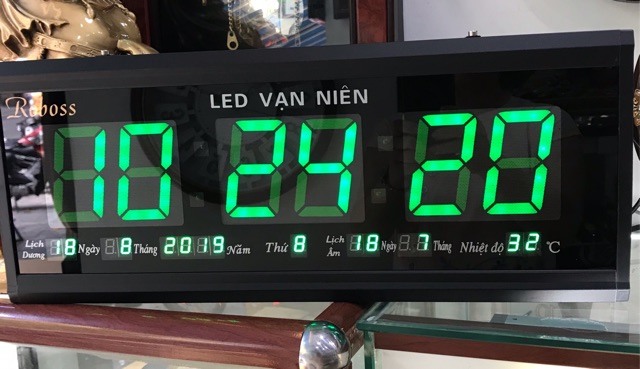 Roboss
LED VẠN NIÊN
10 24 20
Lịch Dương 18 Ngày 8 Tháng 2019 Năm Thứ 8 Lịch Âm 18 Ngày 7 Tháng Nhiệt độ 32 °C